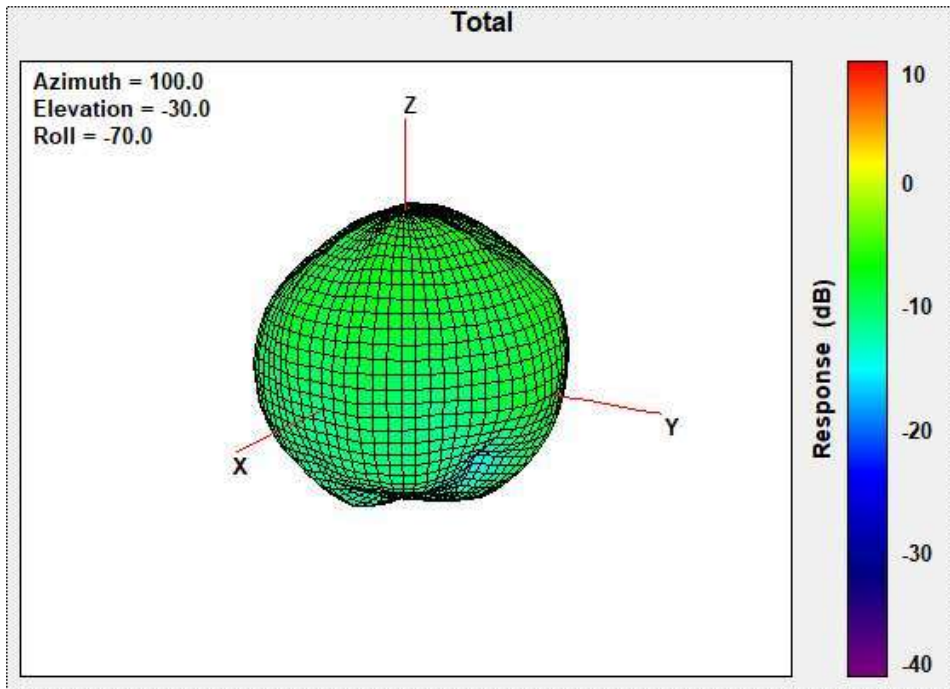 Total
Azimuth = 100.0
Elevation = -30.0
Roll = -70.0
Z
Y
X
10
0
-10
-20
-30
-40
Response (dB)